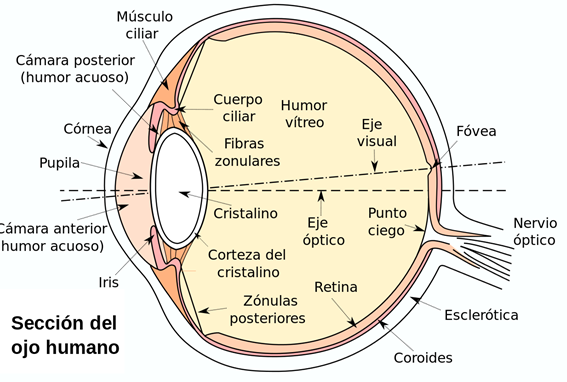 Músculo
ciliar
Cámara posterior
(humor acuoso)
Córnea
Pupila
Cámara anterior
(humor acuoso)
Iris
Cuerpo
ciliar
Fibras
zonulares
Humor
vítreo
Eje
visual
Fóvea
Cristalino
Eje
óptico
Punto
ciego
Nervio
óptico
Corteza del
cristalino
Zónulas
posteriores
Retina
Esclerótica
Coroides
Sección del
ojo humano